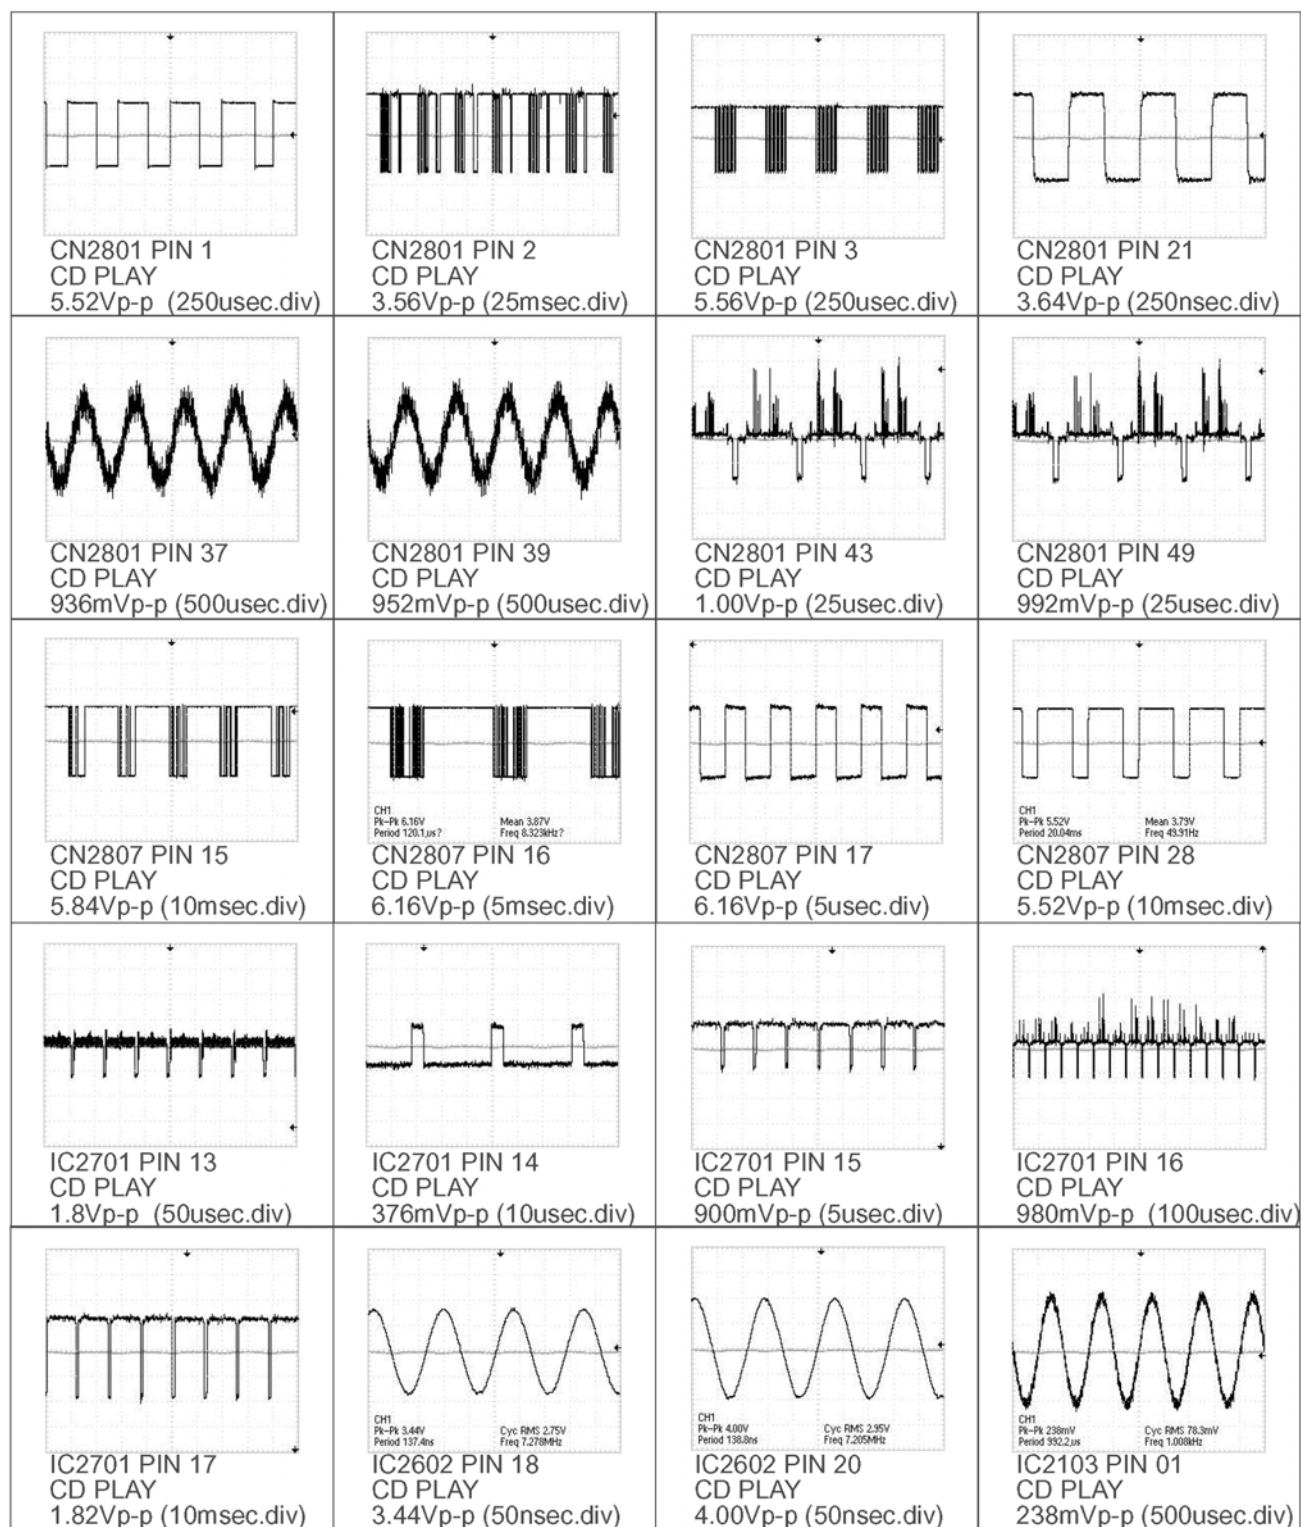 CN2801 PIN 1
CD PLAY
5.52Vp-p (250usec.div)
CN2801 PIN 2
CD PLAY
3.56Vp-p (25msec.div)
CN2801 PIN 3
CD PLAY
5.56Vp-p (250usec.div)
CN2801 PIN 21
CD PLAY
3.64Vp-p (250nsec.div)
CN2801 PIN 37
CD PLAY
936mVp-p (500usec.div)
CN2801 PIN 39
CD PLAY
952mVp-p (500usec.div)
CN2801 PIN 43
CD PLAY
1.00Vp-p (25usec.div)
CN2801 PIN 49
CD PLAY
992mVp-p (25usec.div)
CN2807 PIN 15
CD PLAY
5.84Vp-p (10msec.div)
CH1
Pk-Pk 6.16V Mean 3.87V
Period 120.1us? Freq 8.323kHz?
CN2807 PIN 16
CD PLAY
6.16Vp-p (5msec.div)
CN2807 PIN 17
CD PLAY
6.16Vp-p (5usec.div)
CH1
Pk-Pk 5.52V Mean 3.79V
Period 20.04ms Freq 49.91Hz
CN2807 PIN 28
CD PLAY
5.52Vp-p (10msec.div)
IC2701 PIN 13
CD PLAY
1.8Vp-p (50usec.div)
IC2701 PIN 14
CD PLAY
376mVp-p (10usec.div)
IC2701 PIN 15
CD PLAY
900mVp-p (5usec.div)
IC2701 PIN 16
CD PLAY
980mVp-p (100usec.div)
IC2701 PIN 17
CD PLAY
1.82Vp-p (10msec.div)
CH1
Pk-Pk 3.44V Cyc RMS 2.75V
Period 137.4ns Freq 7.278MHz
IC2602 PIN 18
CD PLAY
3.44Vp-p (50nsec.div)
CH1
Pk-Pk 4.00V Cyc RMS 2.95V
Period 138.8ns Freq 7.205MHz
IC2602 PIN 20
CD PLAY
4.00Vp-p (50nsec.div)
CH1
Pk-Pk 238mV Cyc RMS 78.3mV
Period 992.2us Freq 1.008kHz
IC2103 PIN 01
CD PLAY
238mVp-p (500usec.div)